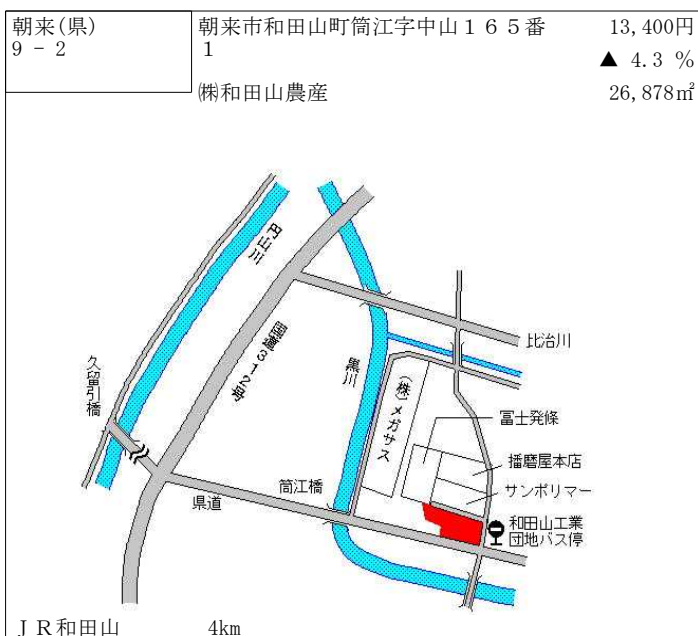 朝来(県)
9 - 2
朝来市和田山町筒江字中山１６５番
1
13,400円
▲ 4.3 %
㈱和田山農産
26,878㎡
円山川
国道312号
久留引橋
黒川
比治川
(株)メガサス
冨士発條
播磨屋本店
サンポリマー
筒江橋
県道
和田山工業
団地バス停
ＪＲ和田山
4km